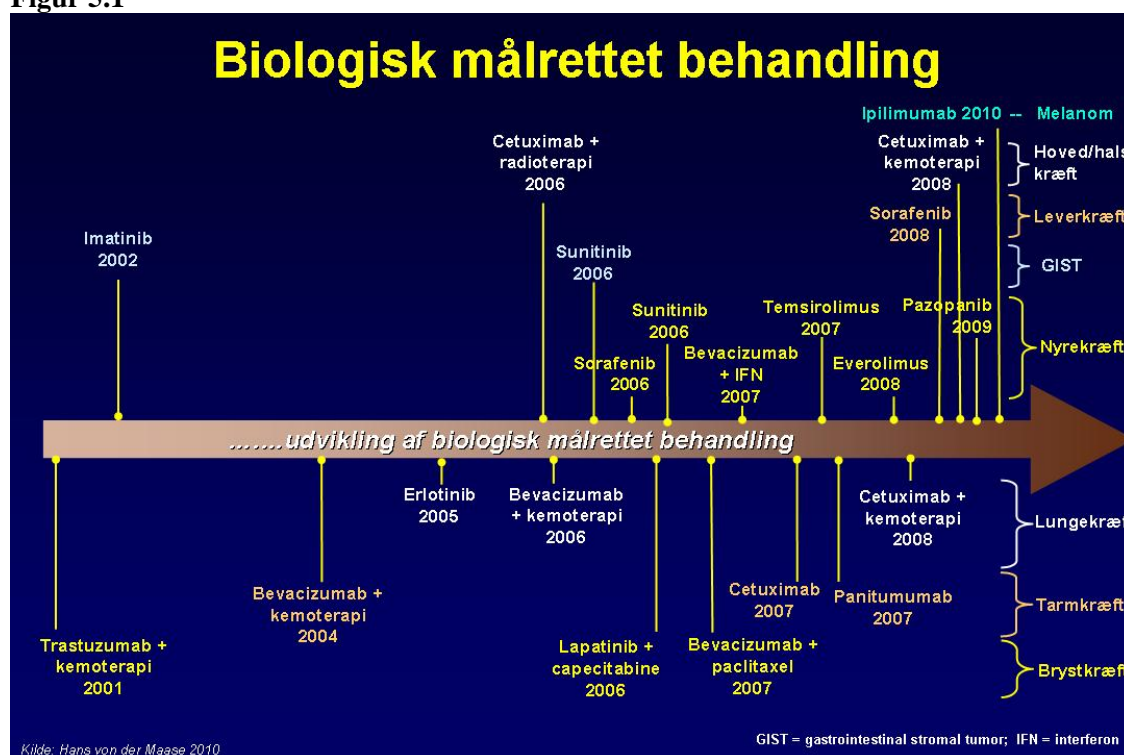 Figur 3.1
Biologisk målrettet behandling
Ipilimumab 2010 -- Melanom
Cetuximab +
radioterapi
2006
Cetuximab +
kemoterapi
2008
Hoved/hals
kræft
Sorafenib
2008
Leverkræft
Imatinib
2002
Sunitinib
2006
GIST
Sunitinib
2006
Temsirolimus
2007
Pazopanib
2009
Sorafenib
2006
Bevacizumab
+ IFN
2007
Everolimus
2008
Nyrekræft
.......udvikling af biologisk målrettet behandling
Erlotinib
2005
Bevacizumab
+ kemoterapi
2006
Cetuximab +
kemoterapi
2008
Lungekræf
Bevacizumab +
kemoterapi
2004
Cetuximab
2007
Panitumumab
2007
Tarmkræft
Trastuzumab +
kemoterapi
2001
Lapatinib +
capecitabine
2006
Bevacizumab +
paclitaxel
2007
Brystkræft
GIST = gastrointestinal stromal tumor; IFN = interferon
Kilde: Hans von der Maase 2010